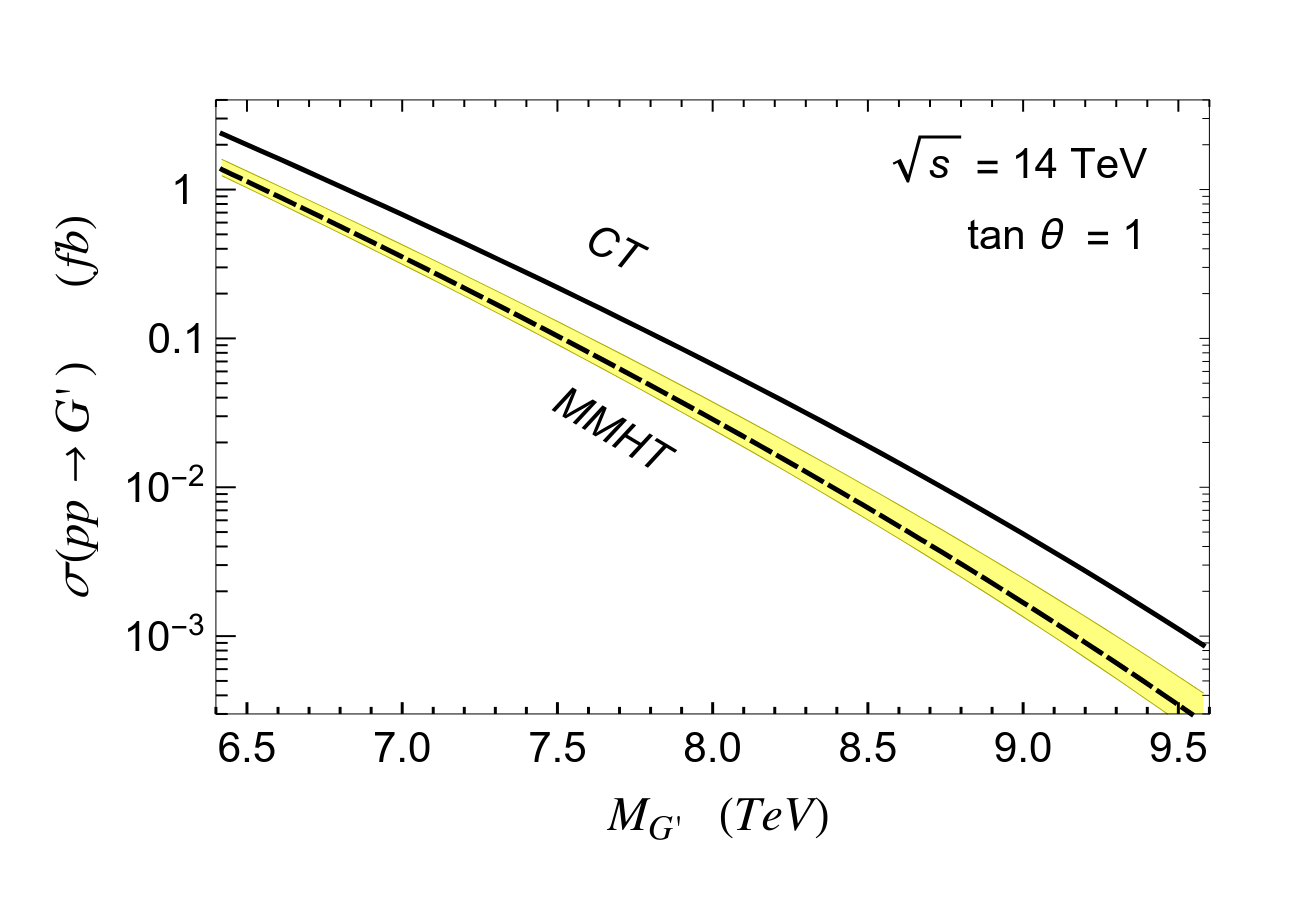 √s = 14 TeV
tan θ = 1
CT
MMHT
σ(pp → G' ) (fb)
1
0.1
10⁻²
10⁻³
6.5 7.0 7.5 8.0 8.5 9.0 9.5
M_G' (TeV)